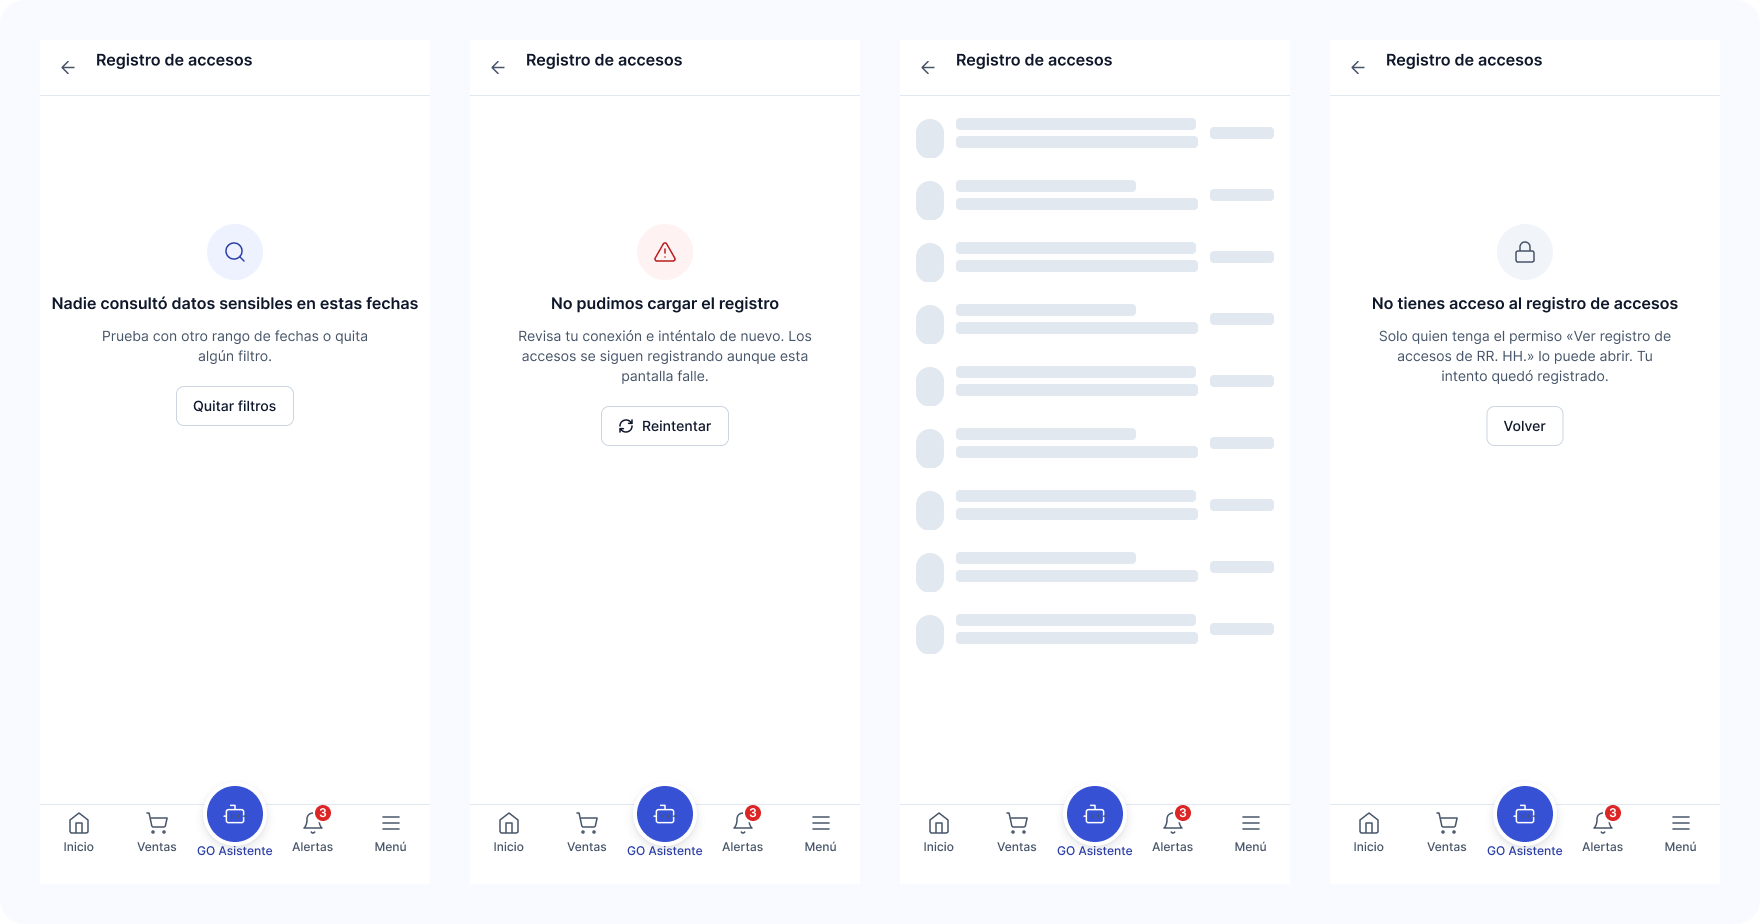 Registro de accesos
Nadie consultó datos sensibles en estas fechas
Prueba con otro rango de fechas o quita
algún filtro.
Quitar filtros
Inicio
Ventas
GO Asistente
3
Alertas
Menú
Registro de accesos
No pudimos cargar el registro
Revisa tu conexión e inténtalo de nuevo. Los
accesos se siguen registrando aunque esta
pantalla falle.
Reintentar
Inicio
Ventas
GO Asistente
3
Alertas
Menú
Registro de accesos
Inicio
Ventas
GO Asistente
3
Alertas
Menú
Registro de accesos
No tienes acceso al registro de accesos
Solo quien tenga el permiso «Ver registro de
accesos de RR. HH.» lo puede abrir. Tu
intento quedó registrado.
Volver
Inicio
Ventas
GO Asistente
3
Alertas
Menú